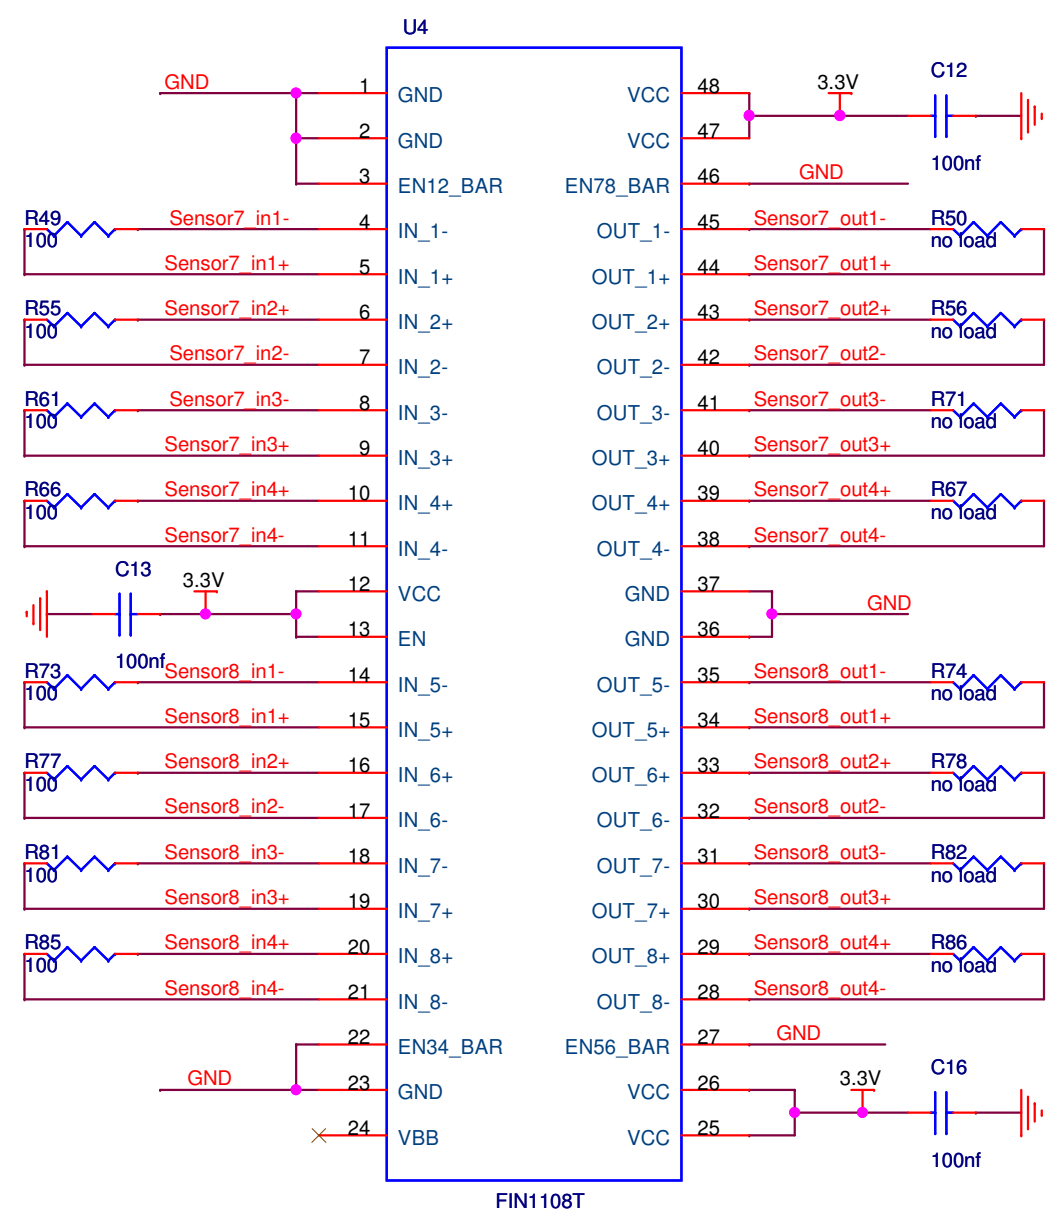 U4
GND 1 GND VCC 48 3.3V C12
2 GND VCC 47 100nf
3 EN12_BAR EN78_BAR 46 GND
R49 100 Sensor7_in1- 4 IN_1- OUT_1- 45 Sensor7_out1- R50 no load
Sensor7_in1+ 5 IN_1+ OUT_1+ 44 Sensor7_out1+
R55 100 Sensor7_in2+ 6 IN_2+ OUT_2+ 43 Sensor7_out2+ R56 no load
Sensor7_in2- 7 IN_2- OUT_2- 42 Sensor7_out2-
R61 100 Sensor7_in3- 8 IN_3- OUT_3- 41 Sensor7_out3- R71 no load
Sensor7_in3+ 9 IN_3+ OUT_3+ 40 Sensor7_out3+
R66 100 Sensor7_in4+ 10 IN_4+ OUT_4+ 39 Sensor7_out4+ R67 no load
Sensor7_in4- 11 IN_4- OUT_4- 38 Sensor7_out4-
C13 3.3V 12 VCC GND 37 GND
100nf 13 EN GND 36
R73 100 Sensor8_in1- 14 IN_5- OUT_5- 35 Sensor8_out1- R74 no load
Sensor8_in1+ 15 IN_5+ OUT_5+ 34 Sensor8_out1+
R77 100 Sensor8_in2+ 16 IN_6+ OUT_6+ 33 Sensor8_out2+ R78 no load
Sensor8_in2- 17 IN_6- OUT_6- 32 Sensor8_out2-
R81 100 Sensor8_in3- 18 IN_7- OUT_7- 31 Sensor8_out3- R82 no load
Sensor8_in3+ 19 IN_7+ OUT_7+ 30 Sensor8_out3+
R85 100 Sensor8_in4+ 20 IN_8+ OUT_8+ 29 Sensor8_out4+ R86 no load
Sensor8_in4- 21 IN_8- OUT_8- 28 Sensor8_out4-
22 EN34_BAR EN56_BAR 27 GND
GND 23 GND VCC 26 3.3V C16
24 VBB VCC 25 100nf
FIN1108T